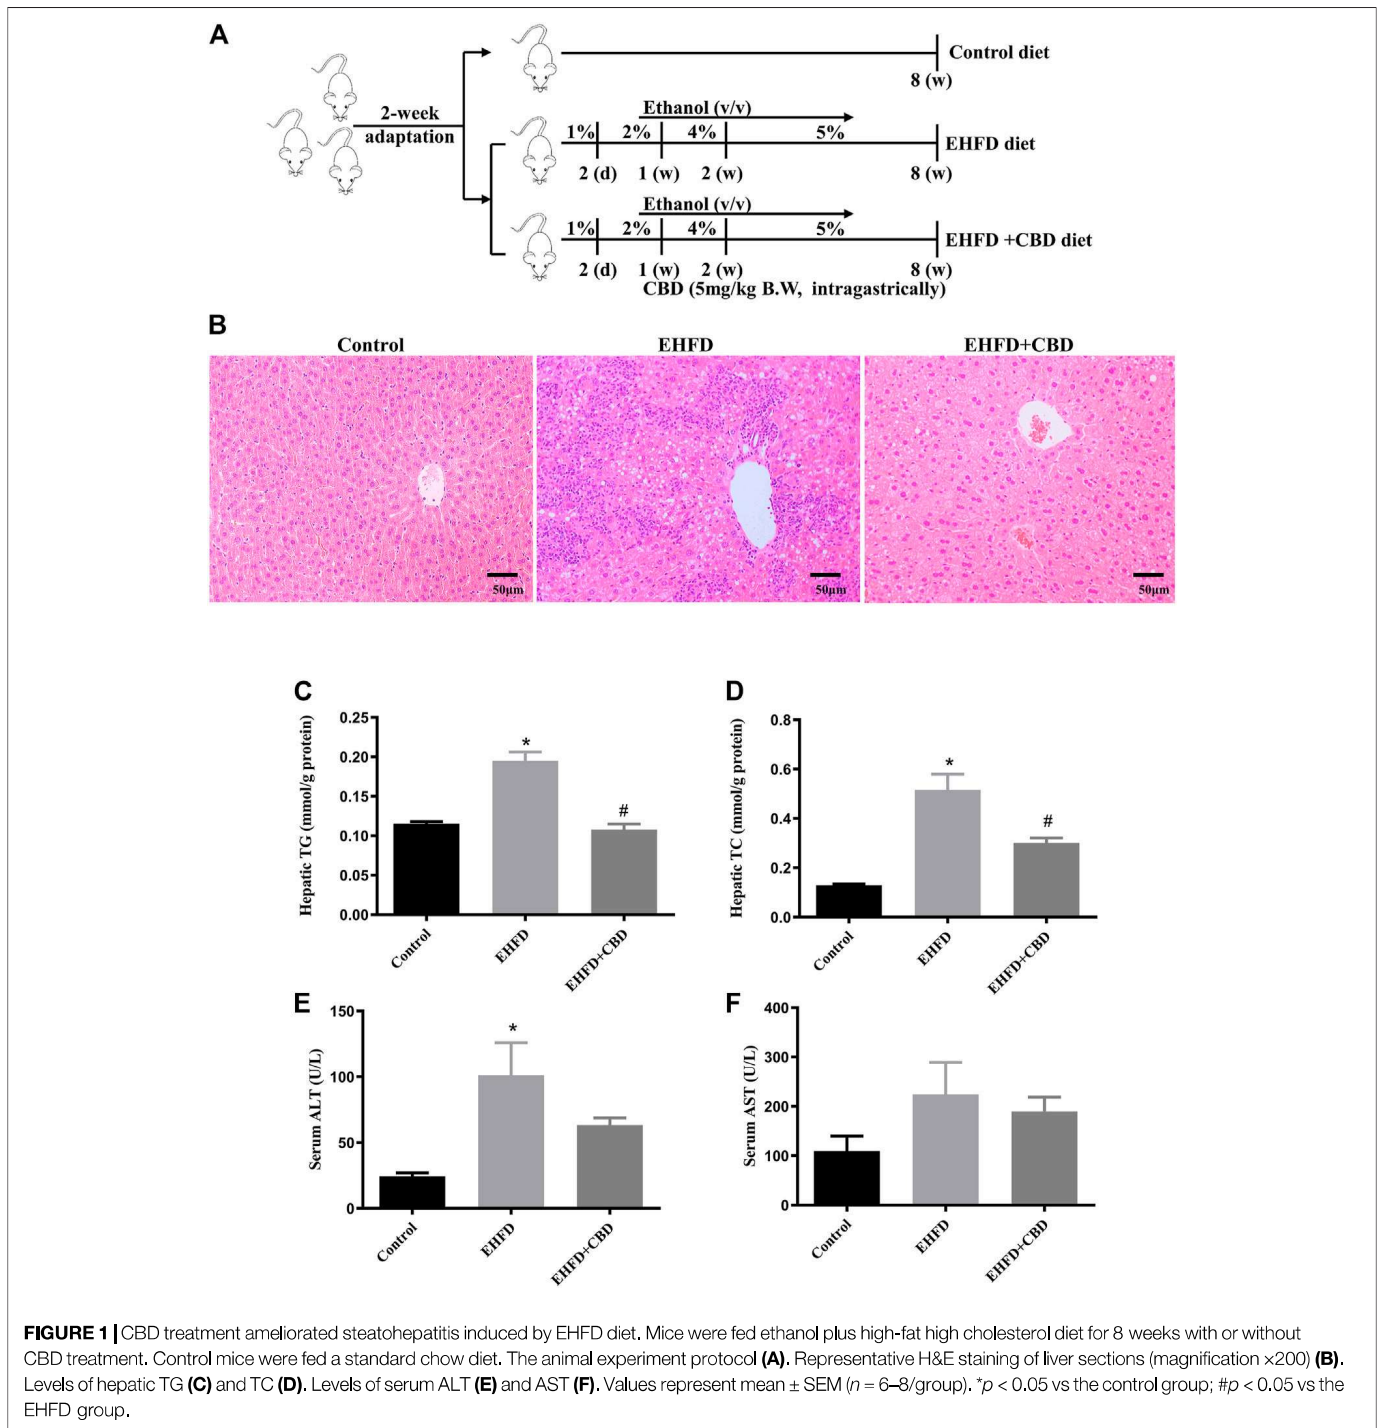 A
2-week
adaptation
Control diet
8 (w)
Ethanol (v/v)
1% 2% 4% 5%
EHFD diet
2 (d) 1 (w) 2 (w) 8 (w)
Ethanol (v/v)
1% 2% 4% 5%
EHFD +CBD diet
2 (d) 1 (w) 2 (w) 8 (w)
CBD (5mg/kg B.W, intragastrically)
B
Control EHFD EHFD+CBD
50μm 50μm 50μm
C
Hepatic TG (mmol/g protein)
0.25
0.20
0.15
0.10
0.05
0.00
*
#
Control EHFD EHFD+CBD
D
Hepatic TC (mmol/g protein)
0.8
0.6
0.4
0.2
0.0
*
#
Control EHFD EHFD+CBD
E
Serum ALT (U/L)
150
100
50
0
*
Control EHFD EHFD+CBD
F
Serum AST (U/L)
400
300
200
100
0
Control EHFD EHFD+CBD
FIGURE 1 | CBD treatment ameliorated steatohepatitis induced by EHFD diet. Mice were fed ethanol plus high-fat high cholesterol diet for 8 weeks with or without
CBD treatment. Control mice were fed a standard chow diet. The animal experiment protocol (A). Representative H&E staining of liver sections (magnification ×200) (B).
Levels of hepatic TG (C) and TC (D). Levels of serum ALT (E) and AST (F). Values represent mean ± SEM (n = 6–8/group). *p < 0.05 vs the control group; #p < 0.05 vs the
EHFD group.